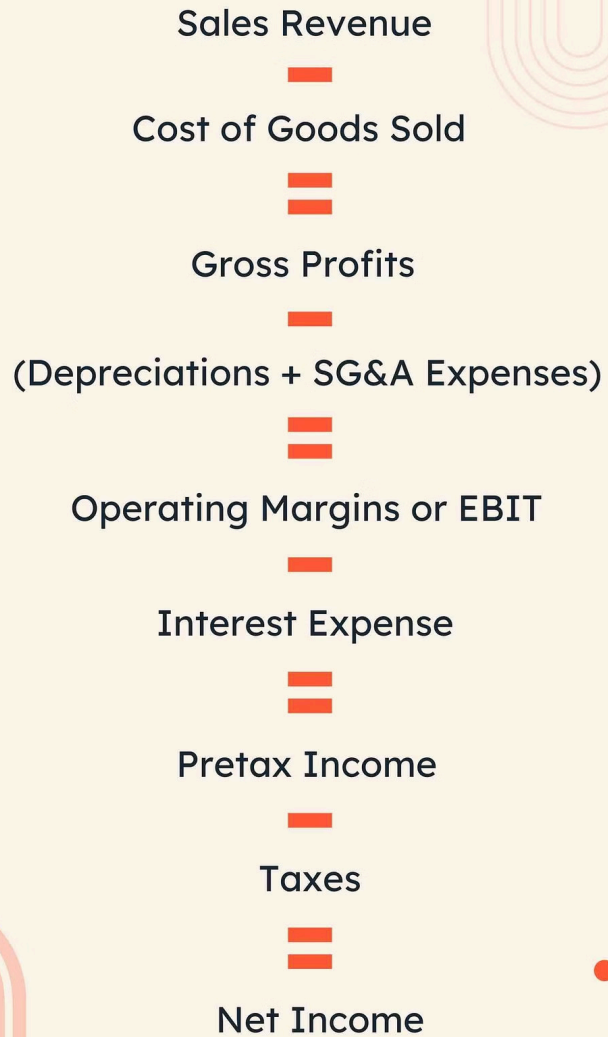 Sales Revenue
-
Cost of Goods Sold
=
Gross Profits
-
(Depreciations + SG&A Expenses)
=
Operating Margins or EBIT
-
Interest Expense
=
Pretax Income
-
Taxes
=
Net Income